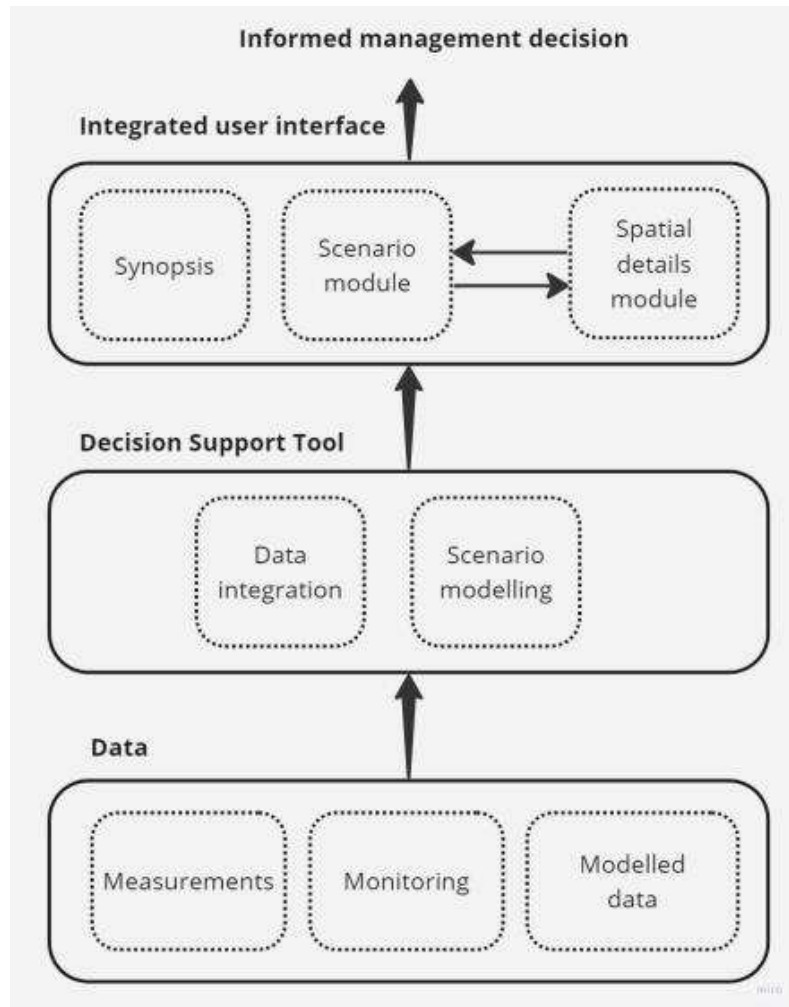 Informed management decision
Integrated user interface
Synopsis
Scenario
module
Spatial
details
module
Decision Support Tool
Data
integration
Scenario
modelling
Data
Measurements
Monitoring
Modelled
data
miro